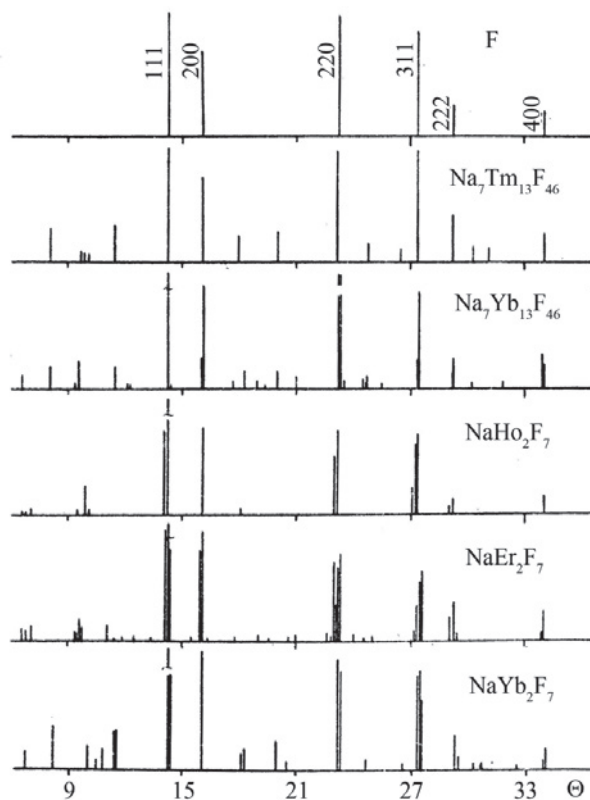 F
111
200
220
311
222
400
Na₇Tm₁₃F₄₆
Na₇Yb₁₃F₄₆
NaHo₂F₇
NaEr₂F₇
NaYb₂F₇
9 15 21 27 33 Θ